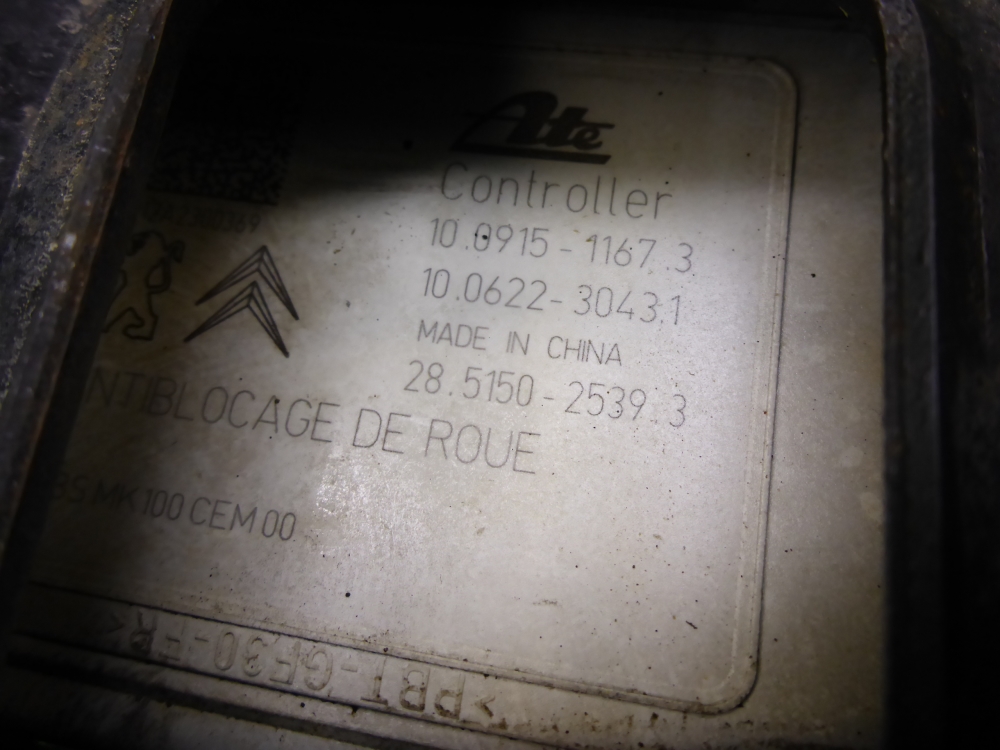 Ate
Controller
10.0915-1167.3
10.0622-3043.1
MADE IN CHINA
28.5150-2539.3
NTIBLOCAGE DE ROUE
BS MK100 CEM 00
>PBT-GF30-FR<